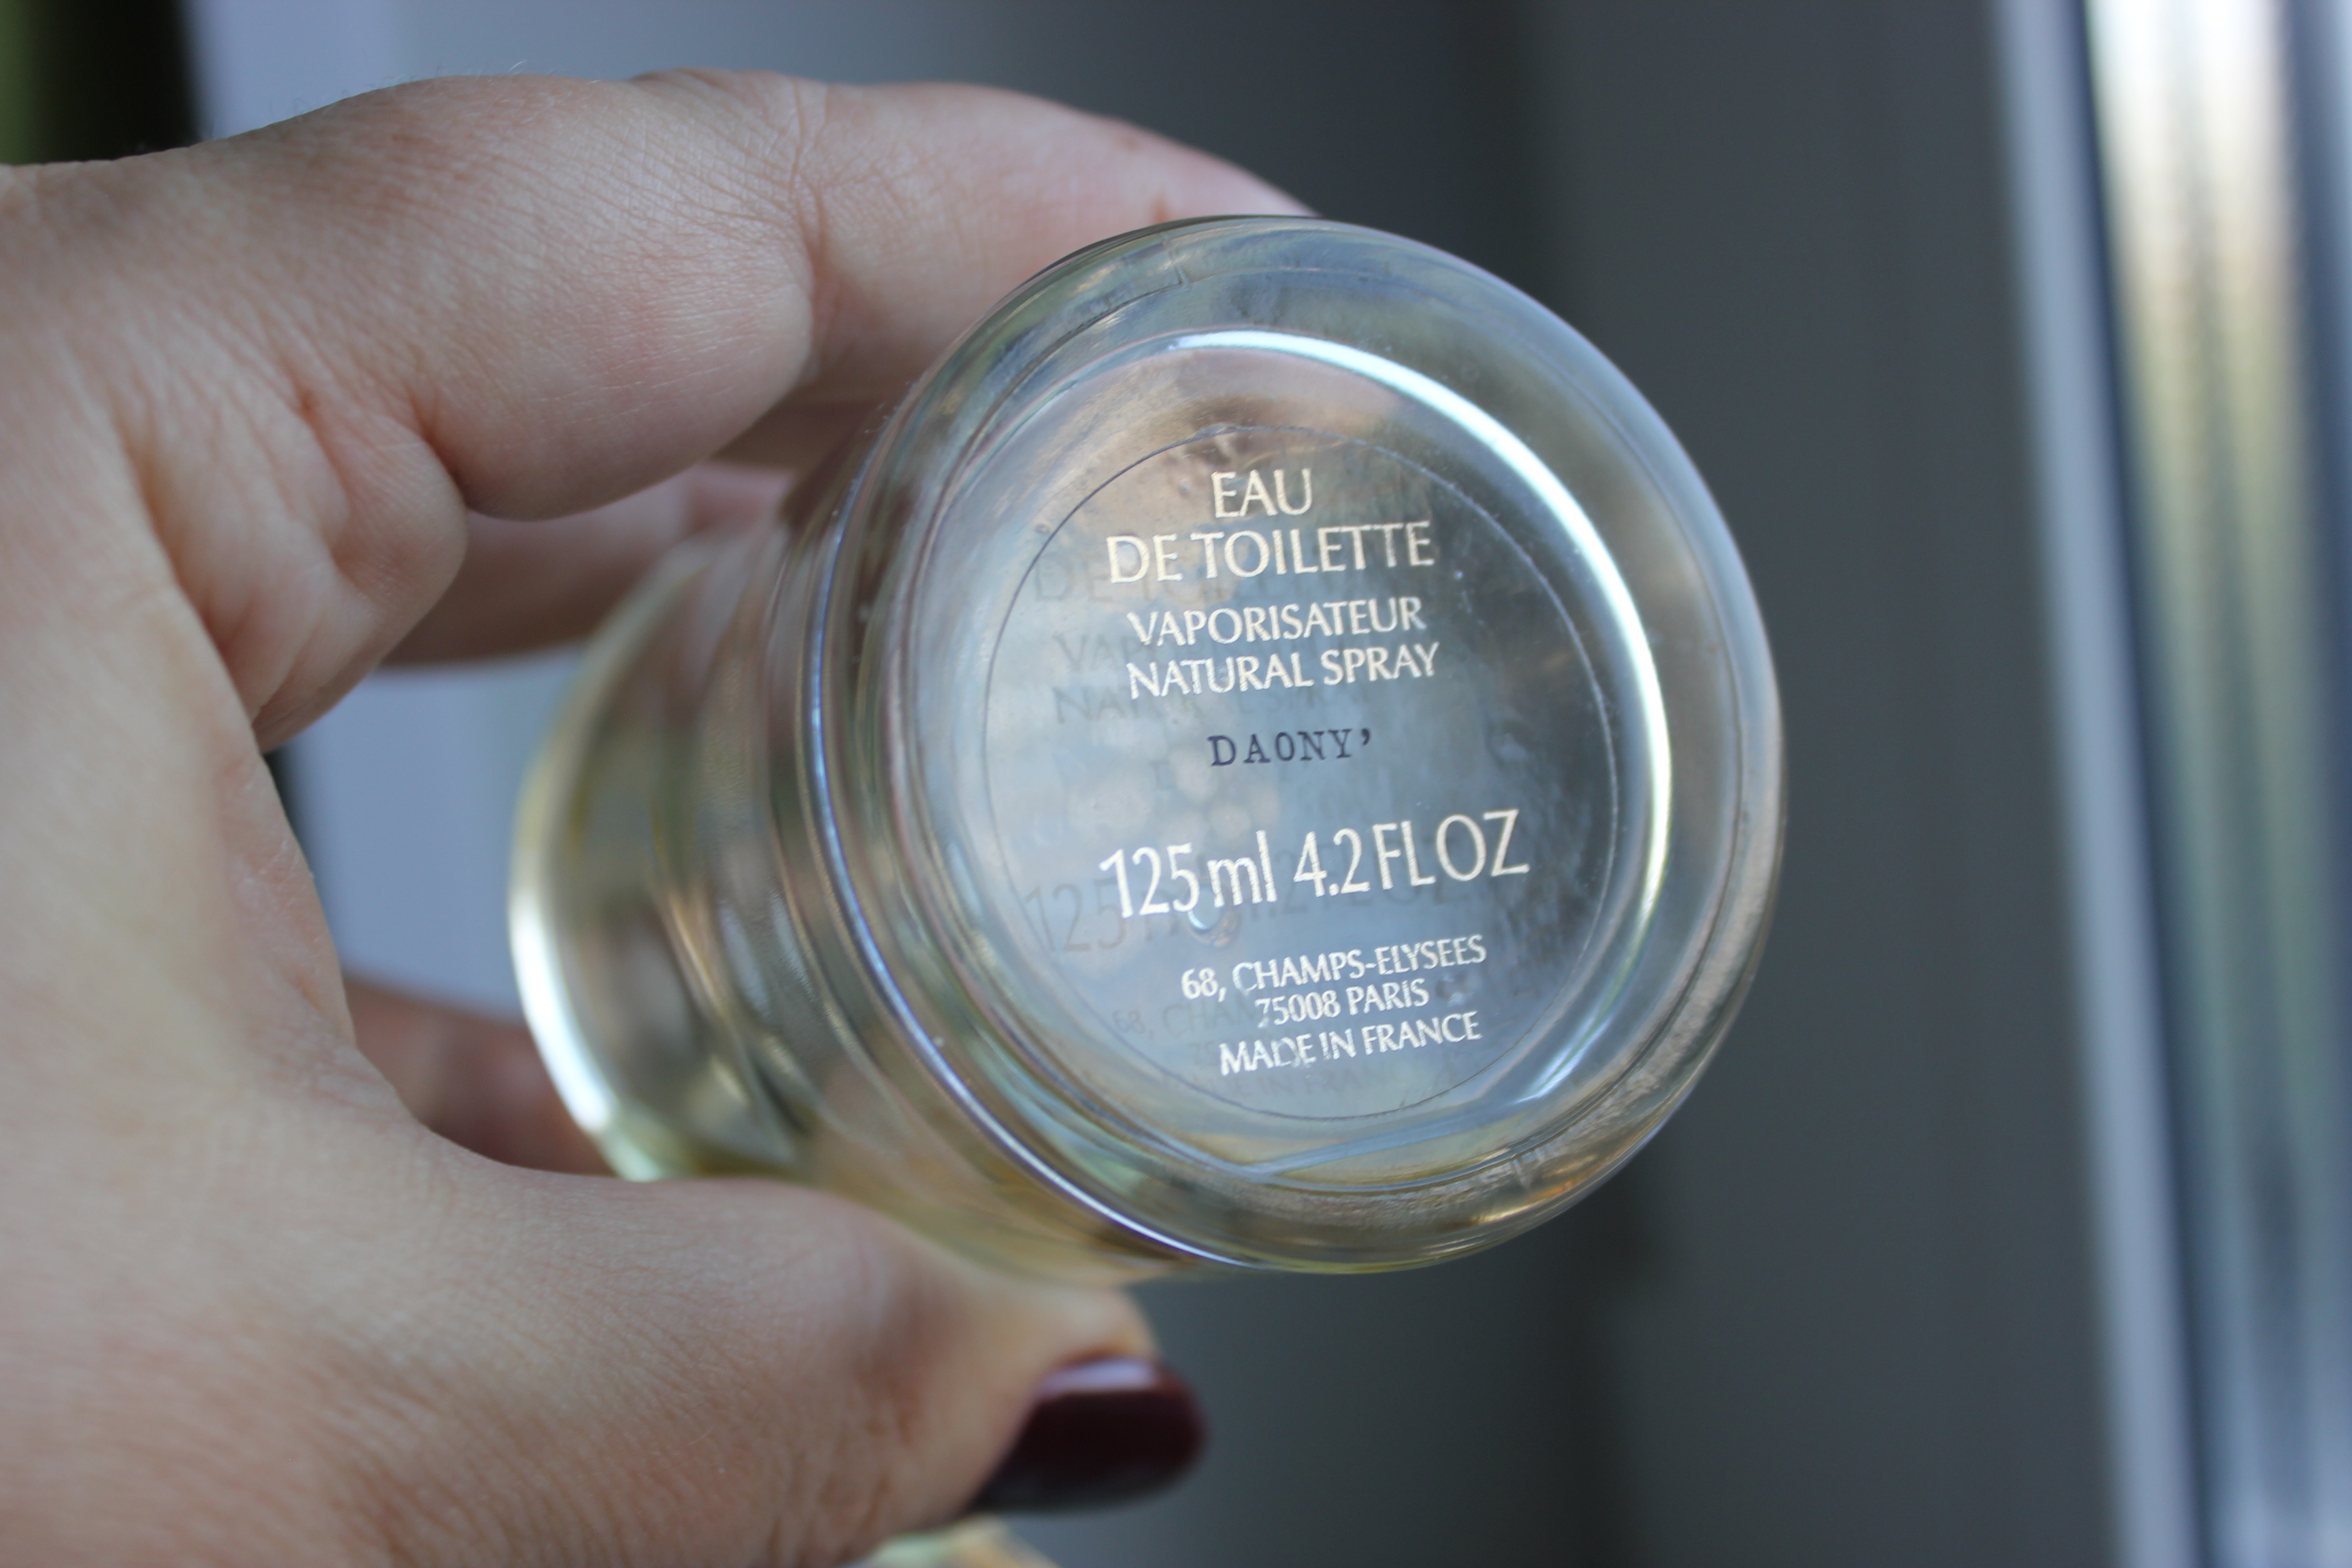 EAU
DE TOILETTE
VAPORISATEUR
NATURAL SPRAY
DA0NY’
125 ml 4.2 FL OZ
68, CHAMPS-ELYSEES
75008 PARIS
MADE IN FRANCE